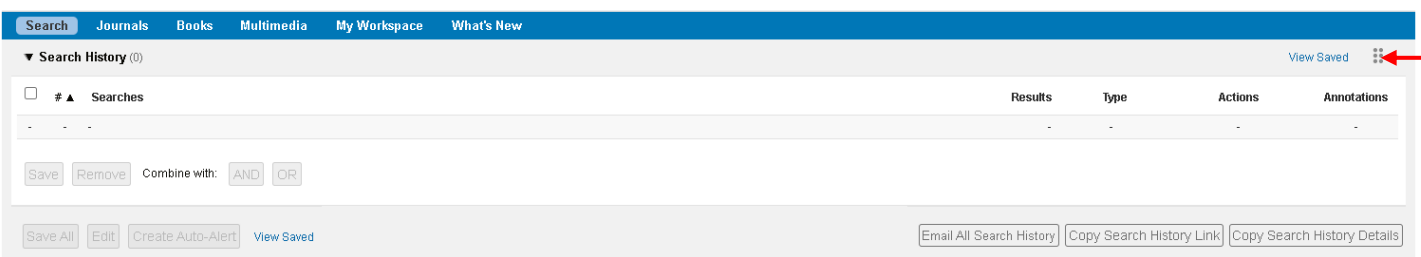 Search Journals Books Multimedia My Workspace What's New
▼ Search History (0) View Saved
# ▲ Searches Results Type Actions Annotations
- - - - - - -
Save Remove Combine with: AND OR
Save All Edit Create Auto-Alert View Saved Email All Search History Copy Search History Link Copy Search History Details